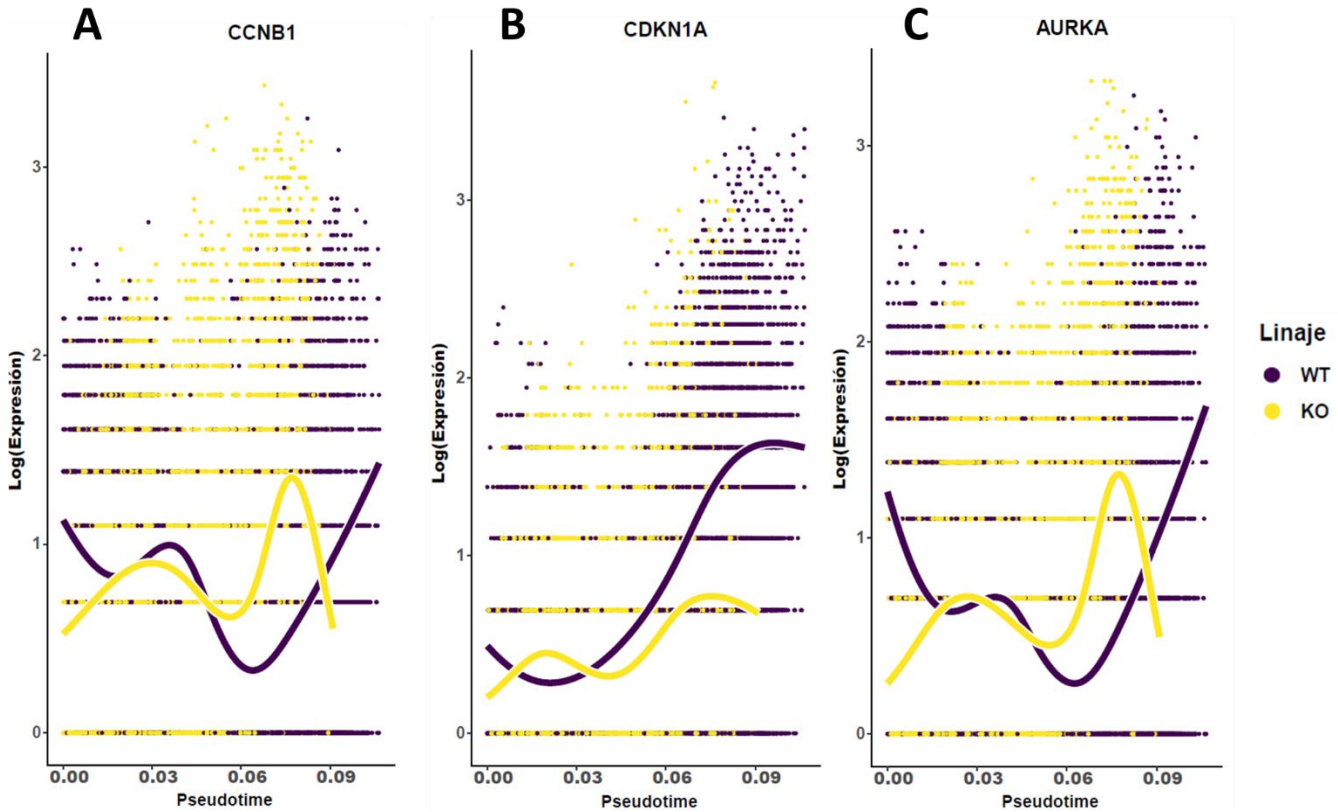 A
CCNB1
Log(Expresión)
3
2
1
0
0.00 0.03 0.06 0.09
Pseudotime
B
CDKN1A
Log(Expresión)
3
2
1
0
0.00 0.03 0.06 0.09
Pseudotime
C
AURKA
Log(Expresión)
3
2
1
0
0.00 0.03 0.06 0.09
Pseudotime
Linaje
WT
KO